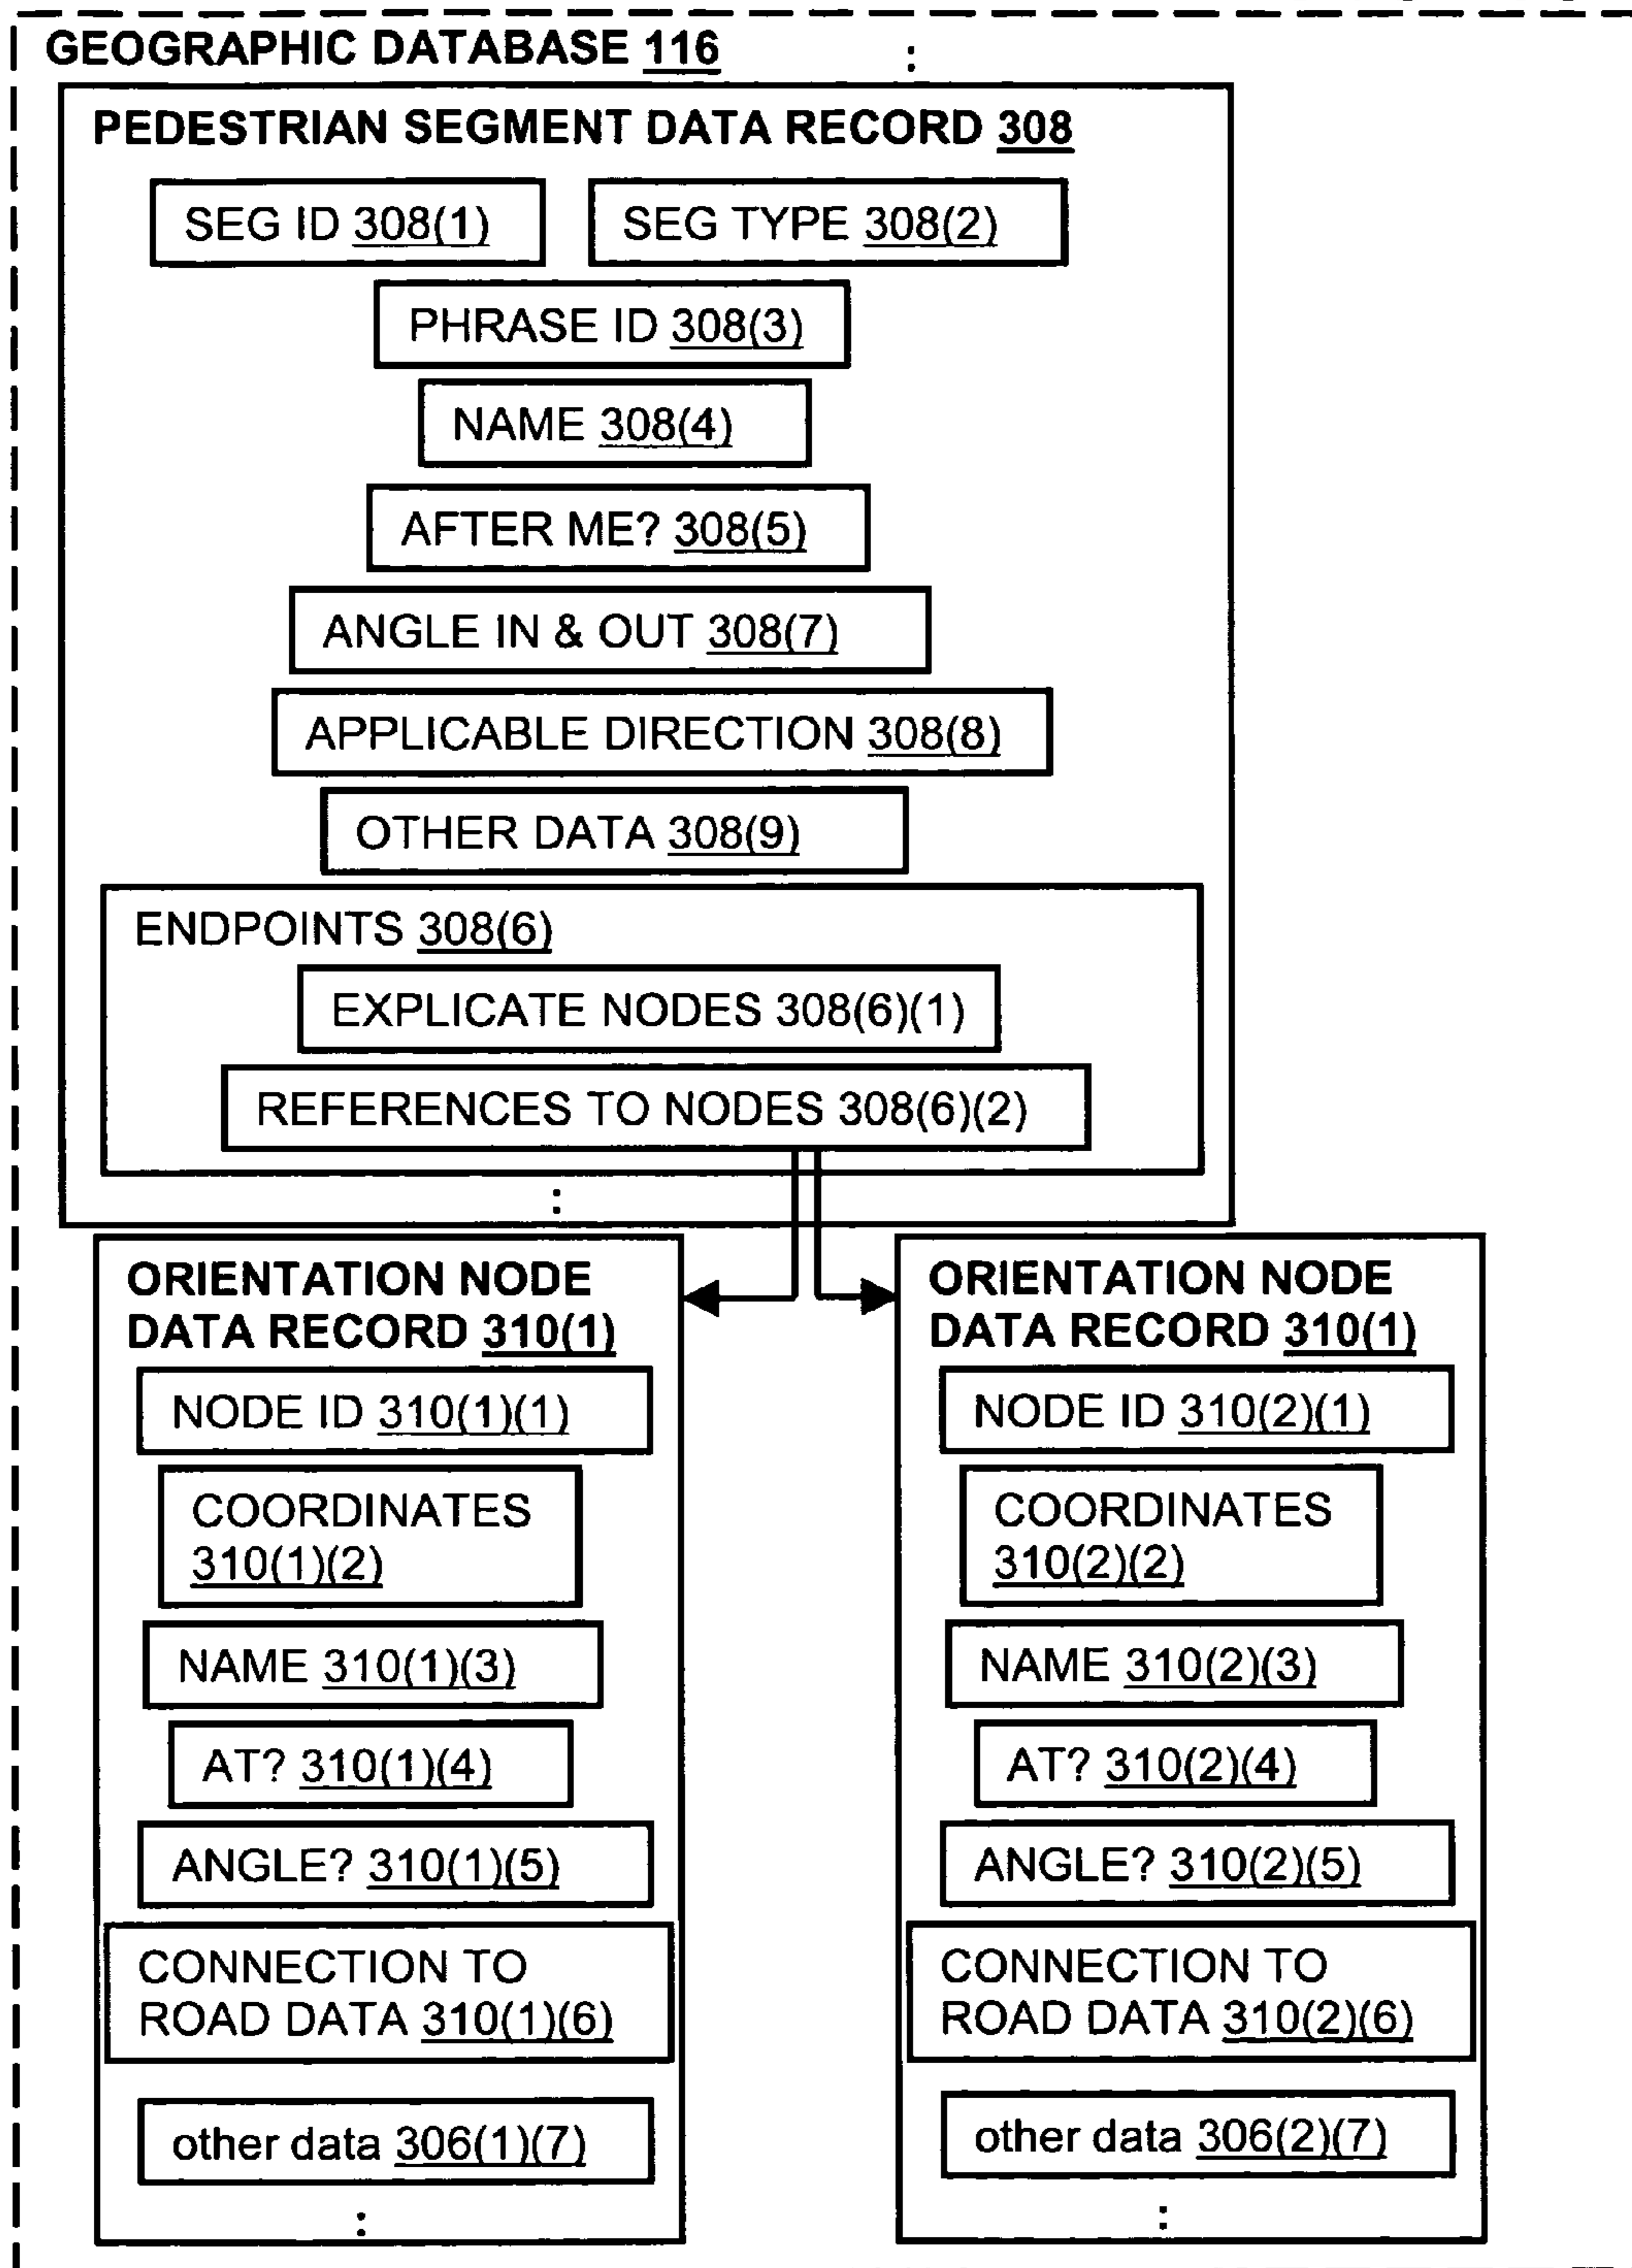 GEOGRAPHIC DATABASE 116
:
PEDESTRIAN SEGMENT DATA RECORD 308
SEG ID 308(1)
SEG TYPE 308(2)
PHRASE ID 308(3)
NAME 308(4)
AFTER ME? 308(5)
ANGLE IN & OUT 308(7)
APPLICABLE DIRECTION 308(8)
OTHER DATA 308(9)
ENDPOINTS 308(6)
EXPLICATE NODES 308(6)(1)
REFERENCES TO NODES 308(6)(2)
:
ORIENTATION NODE
DATA RECORD 310(1)
NODE ID 310(1)(1)
COORDINATES
310(1)(2)
NAME 310(1)(3)
AT? 310(1)(4)
ANGLE? 310(1)(5)
CONNECTION TO
ROAD DATA 310(1)(6)
other data 306(1)(7)
:
ORIENTATION NODE
DATA RECORD 310(1)
NODE ID 310(2)(1)
COORDINATES
310(2)(2)
NAME 310(2)(3)
AT? 310(2)(4)
ANGLE? 310(2)(5)
CONNECTION TO
ROAD DATA 310(2)(6)
other data 306(2)(7)
: